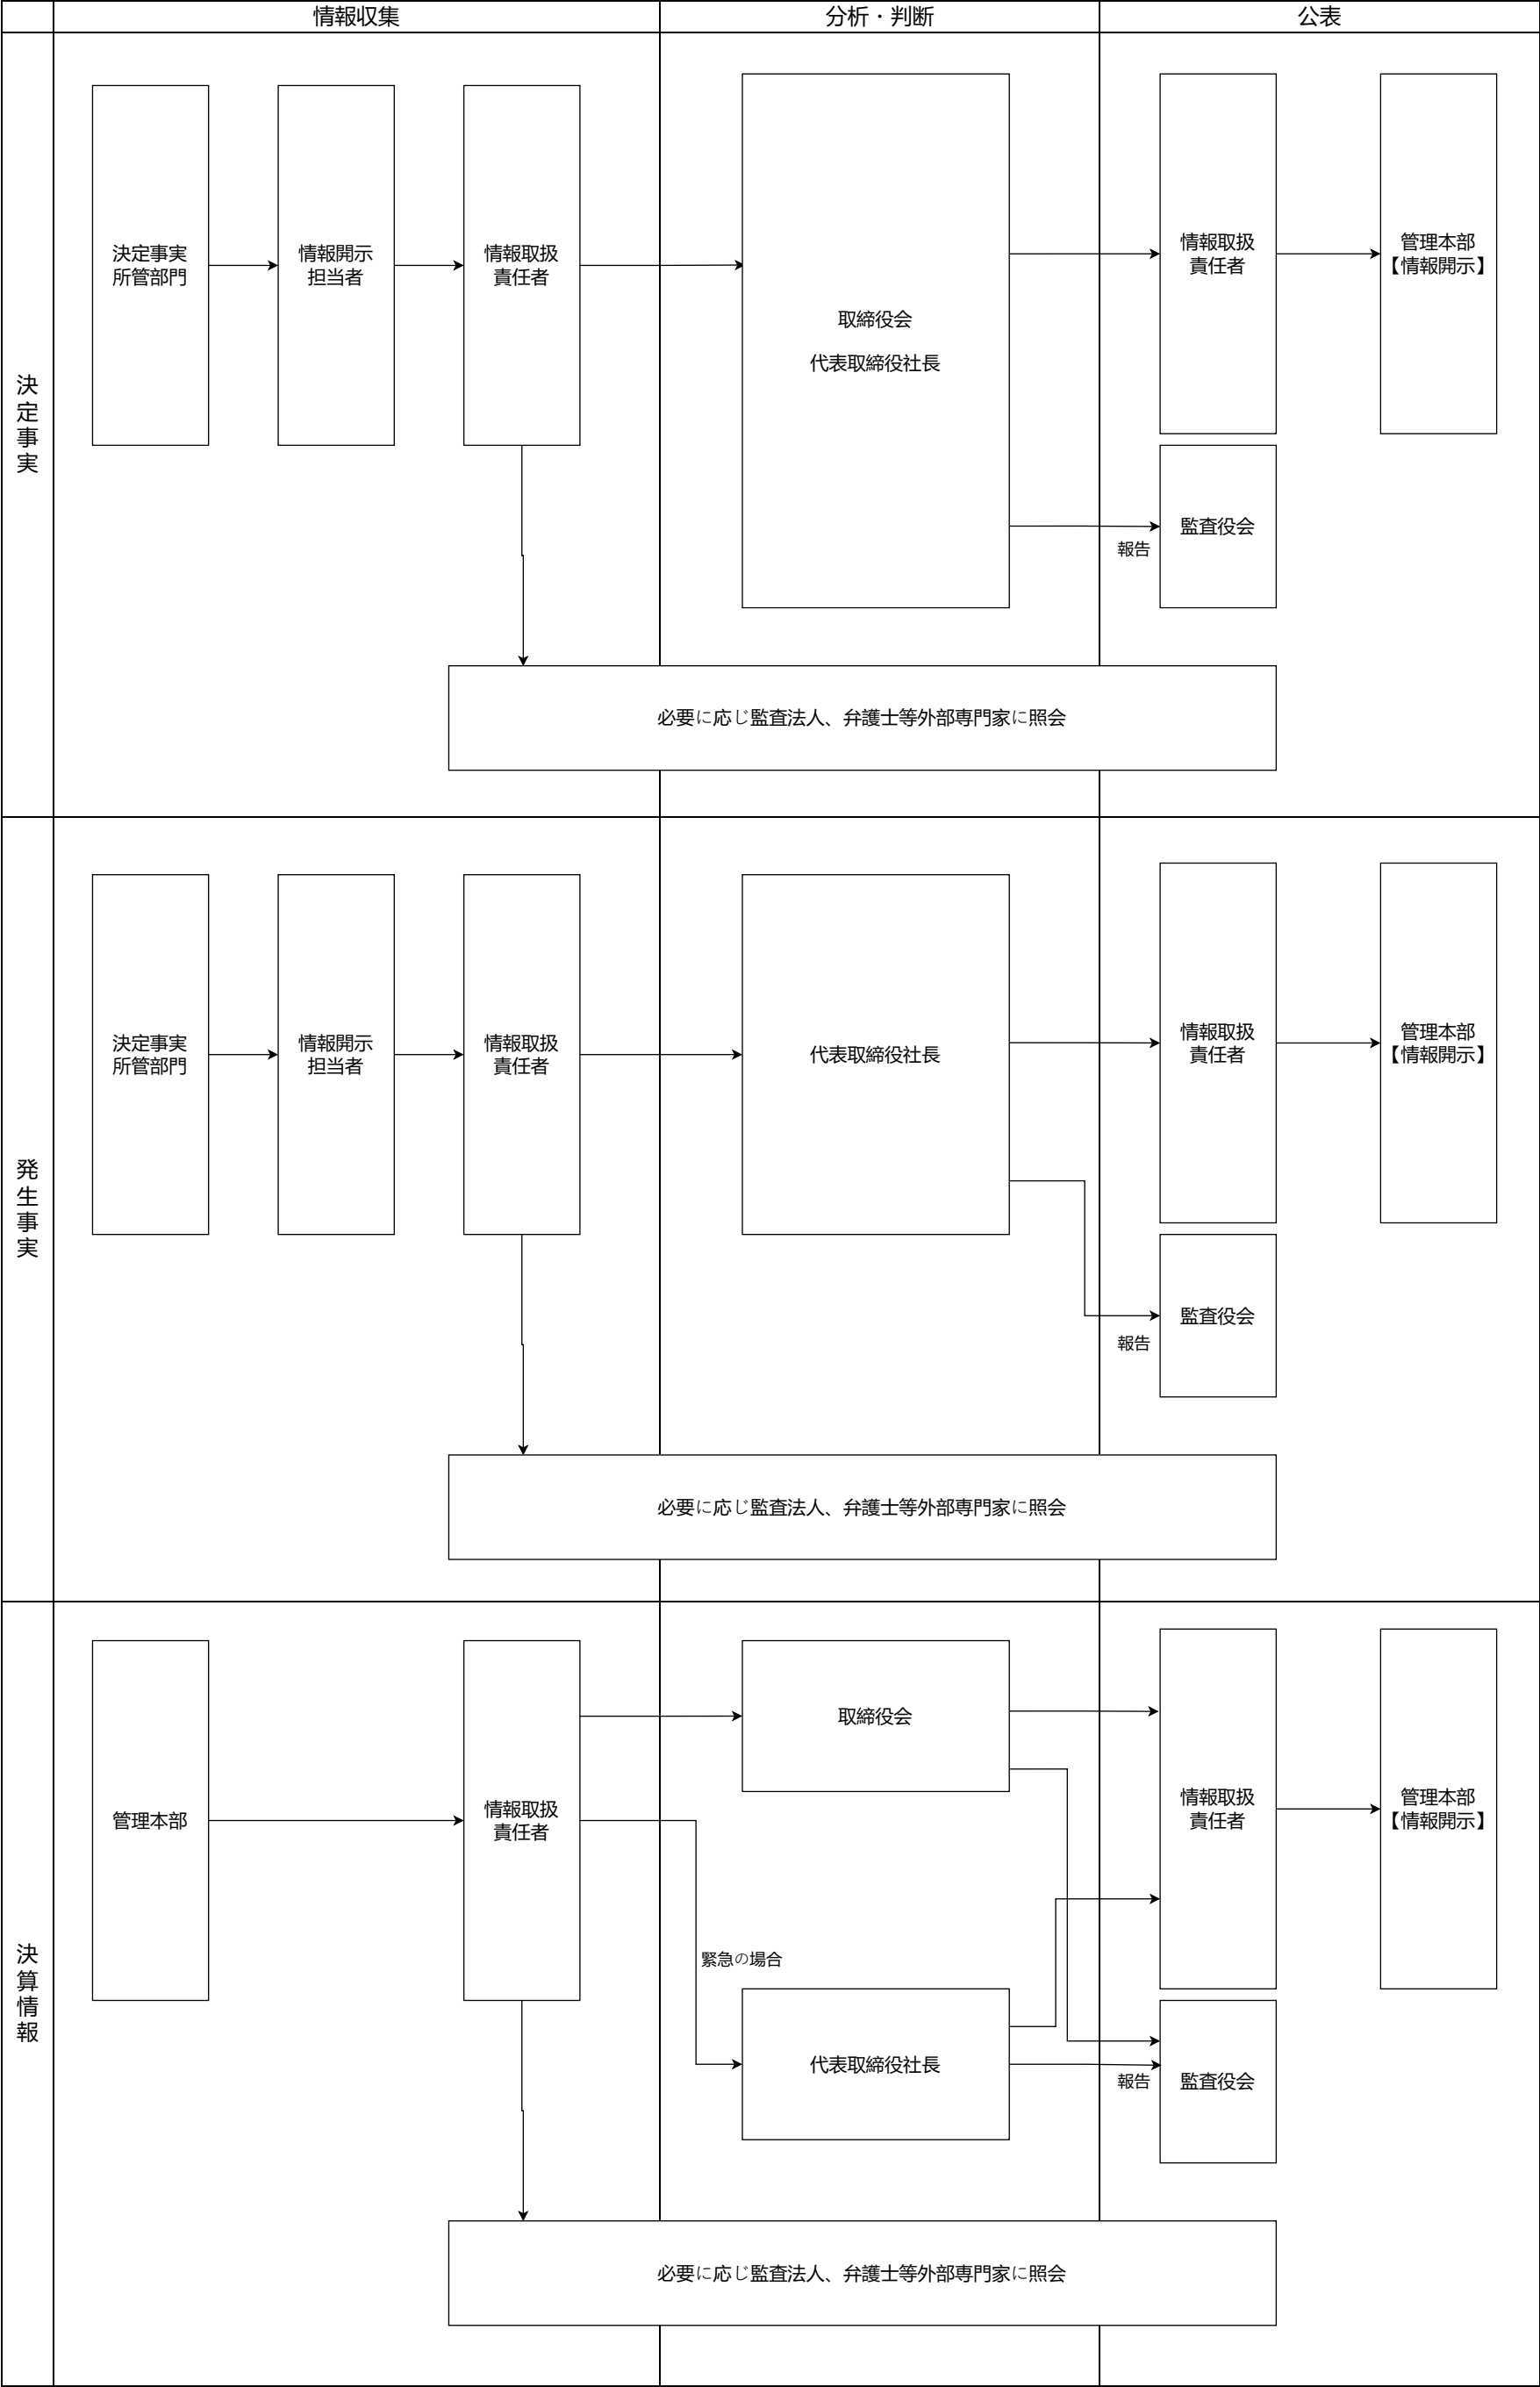 情報収集
分析・判断
公表
決
定
事
実
決定事実
所管部門
情報開示
担当者
情報取扱
責任者
取締役会
代表取締役社長
情報取扱
責任者
管理本部
【情報開示】
監査役会
報告
必要に応じ監査法人、弁護士等外部専門家に照会
発
生
事
実
決定事実
所管部門
情報開示
担当者
情報取扱
責任者
代表取締役社長
情報取扱
責任者
管理本部
【情報開示】
監査役会
報告
必要に応じ監査法人、弁護士等外部専門家に照会
決
算
情
報
管理本部
情報取扱
責任者
取締役会
緊急の場合
代表取締役社長
情報取扱
責任者
管理本部
【情報開示】
監査役会
報告
必要に応じ監査法人、弁護士等外部専門家に照会